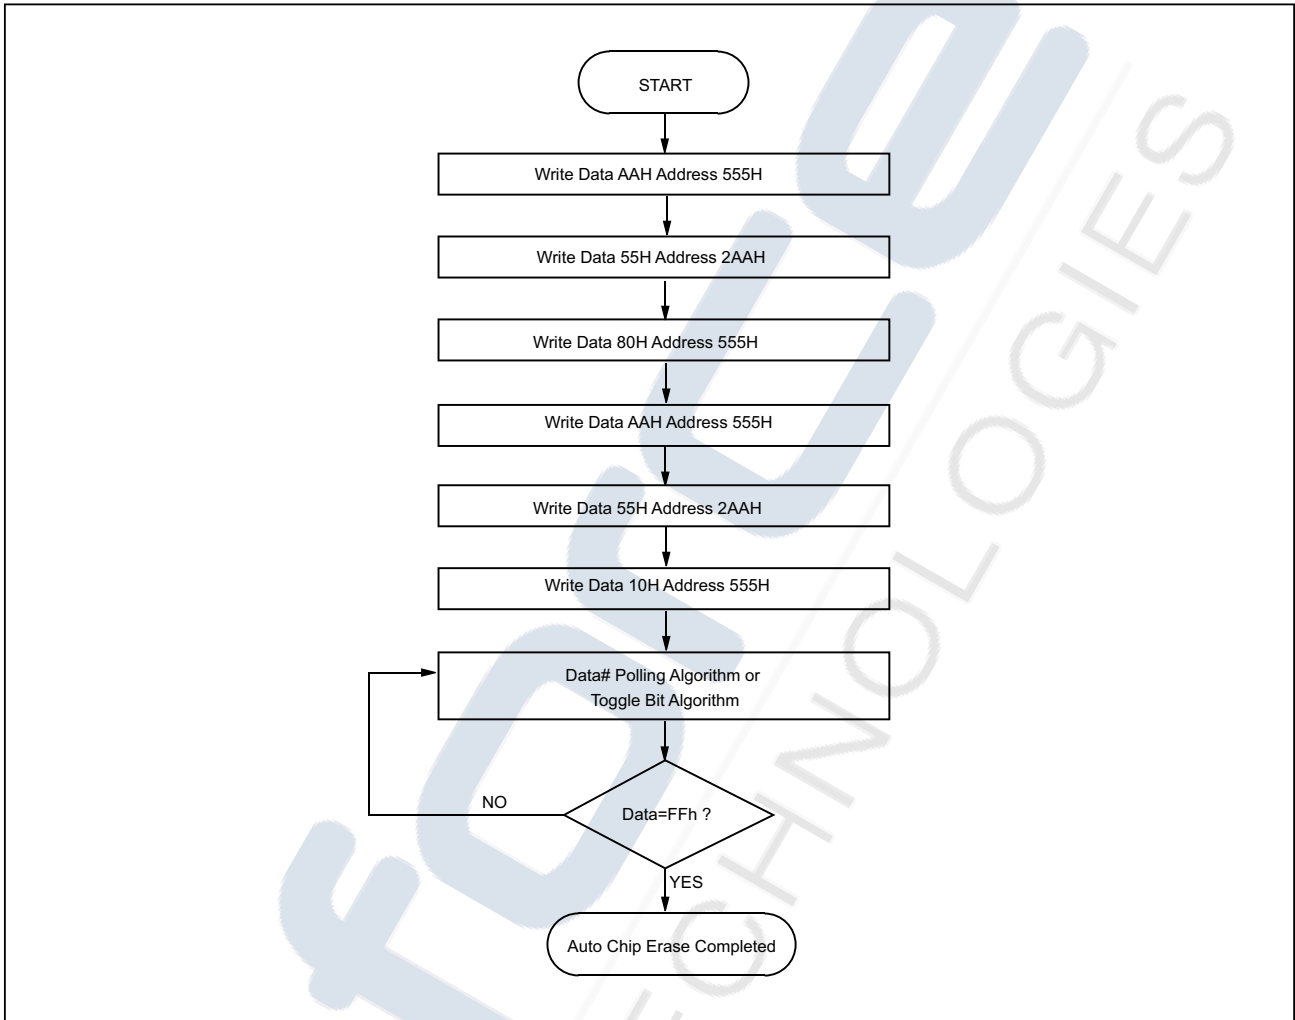 START
Write Data AAH Address 555H
Write Data 55H Address 2AAH
Write Data 80H Address 555H
Write Data AAH Address 555H
Write Data 55H Address 2AAH
Write Data 10H Address 555H
Data# Polling Algorithm or
Toggle Bit Algorithm
Data=FFh ?
NO
YES
Auto Chip Erase Completed
force
TECHNOLOGIES